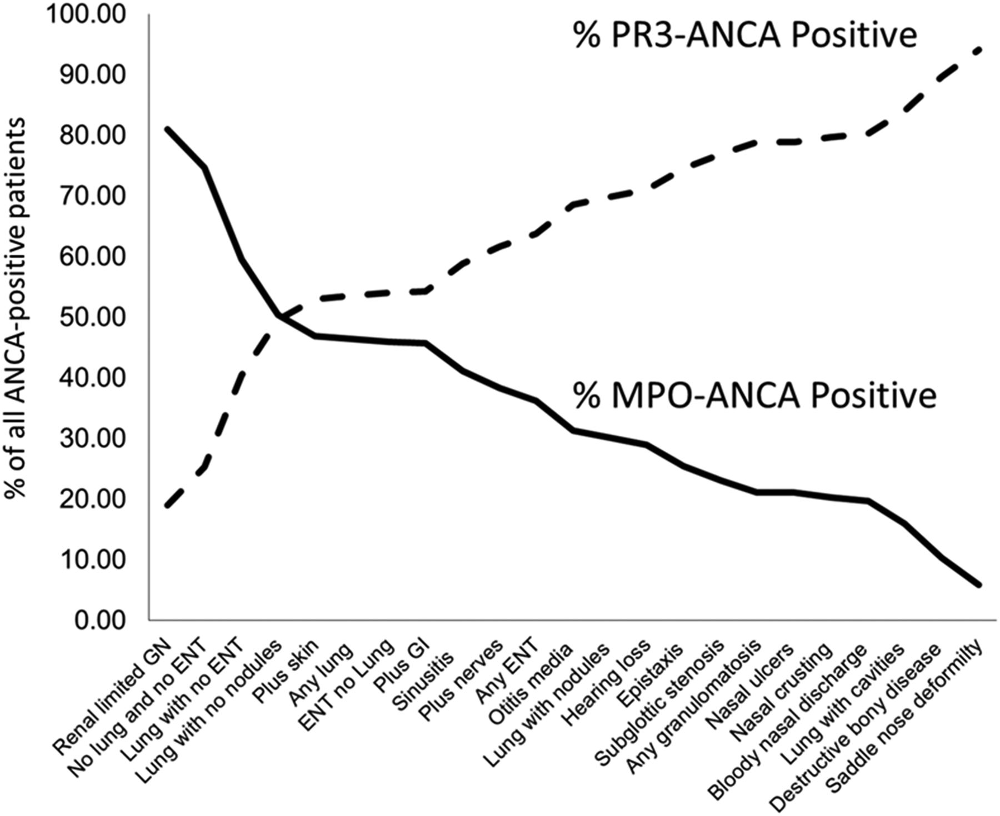 % PR3-ANCA Positive
% MPO-ANCA Positive
% of all ANCA-positive patients
100.00
90.00
80.00
70.00
60.00
50.00
40.00
30.00
20.00
10.00
0.00
Renal limited GN
No lung and no ENT
Lung with no ENT
Lung with no nodules
Plus skin
Any lung
ENT no Lung
Plus GI
Sinusitis
Plus nerves
Any ENT
Otitis media
Lung with nodules
Hearing loss
Epistaxis
Subglottic stenosis
Any granulomatosis
Nasal ulcers
Nasal crusting
Bloody nasal discharge
Lung with cavities
Destructive bony disease
Saddle nose deformilty